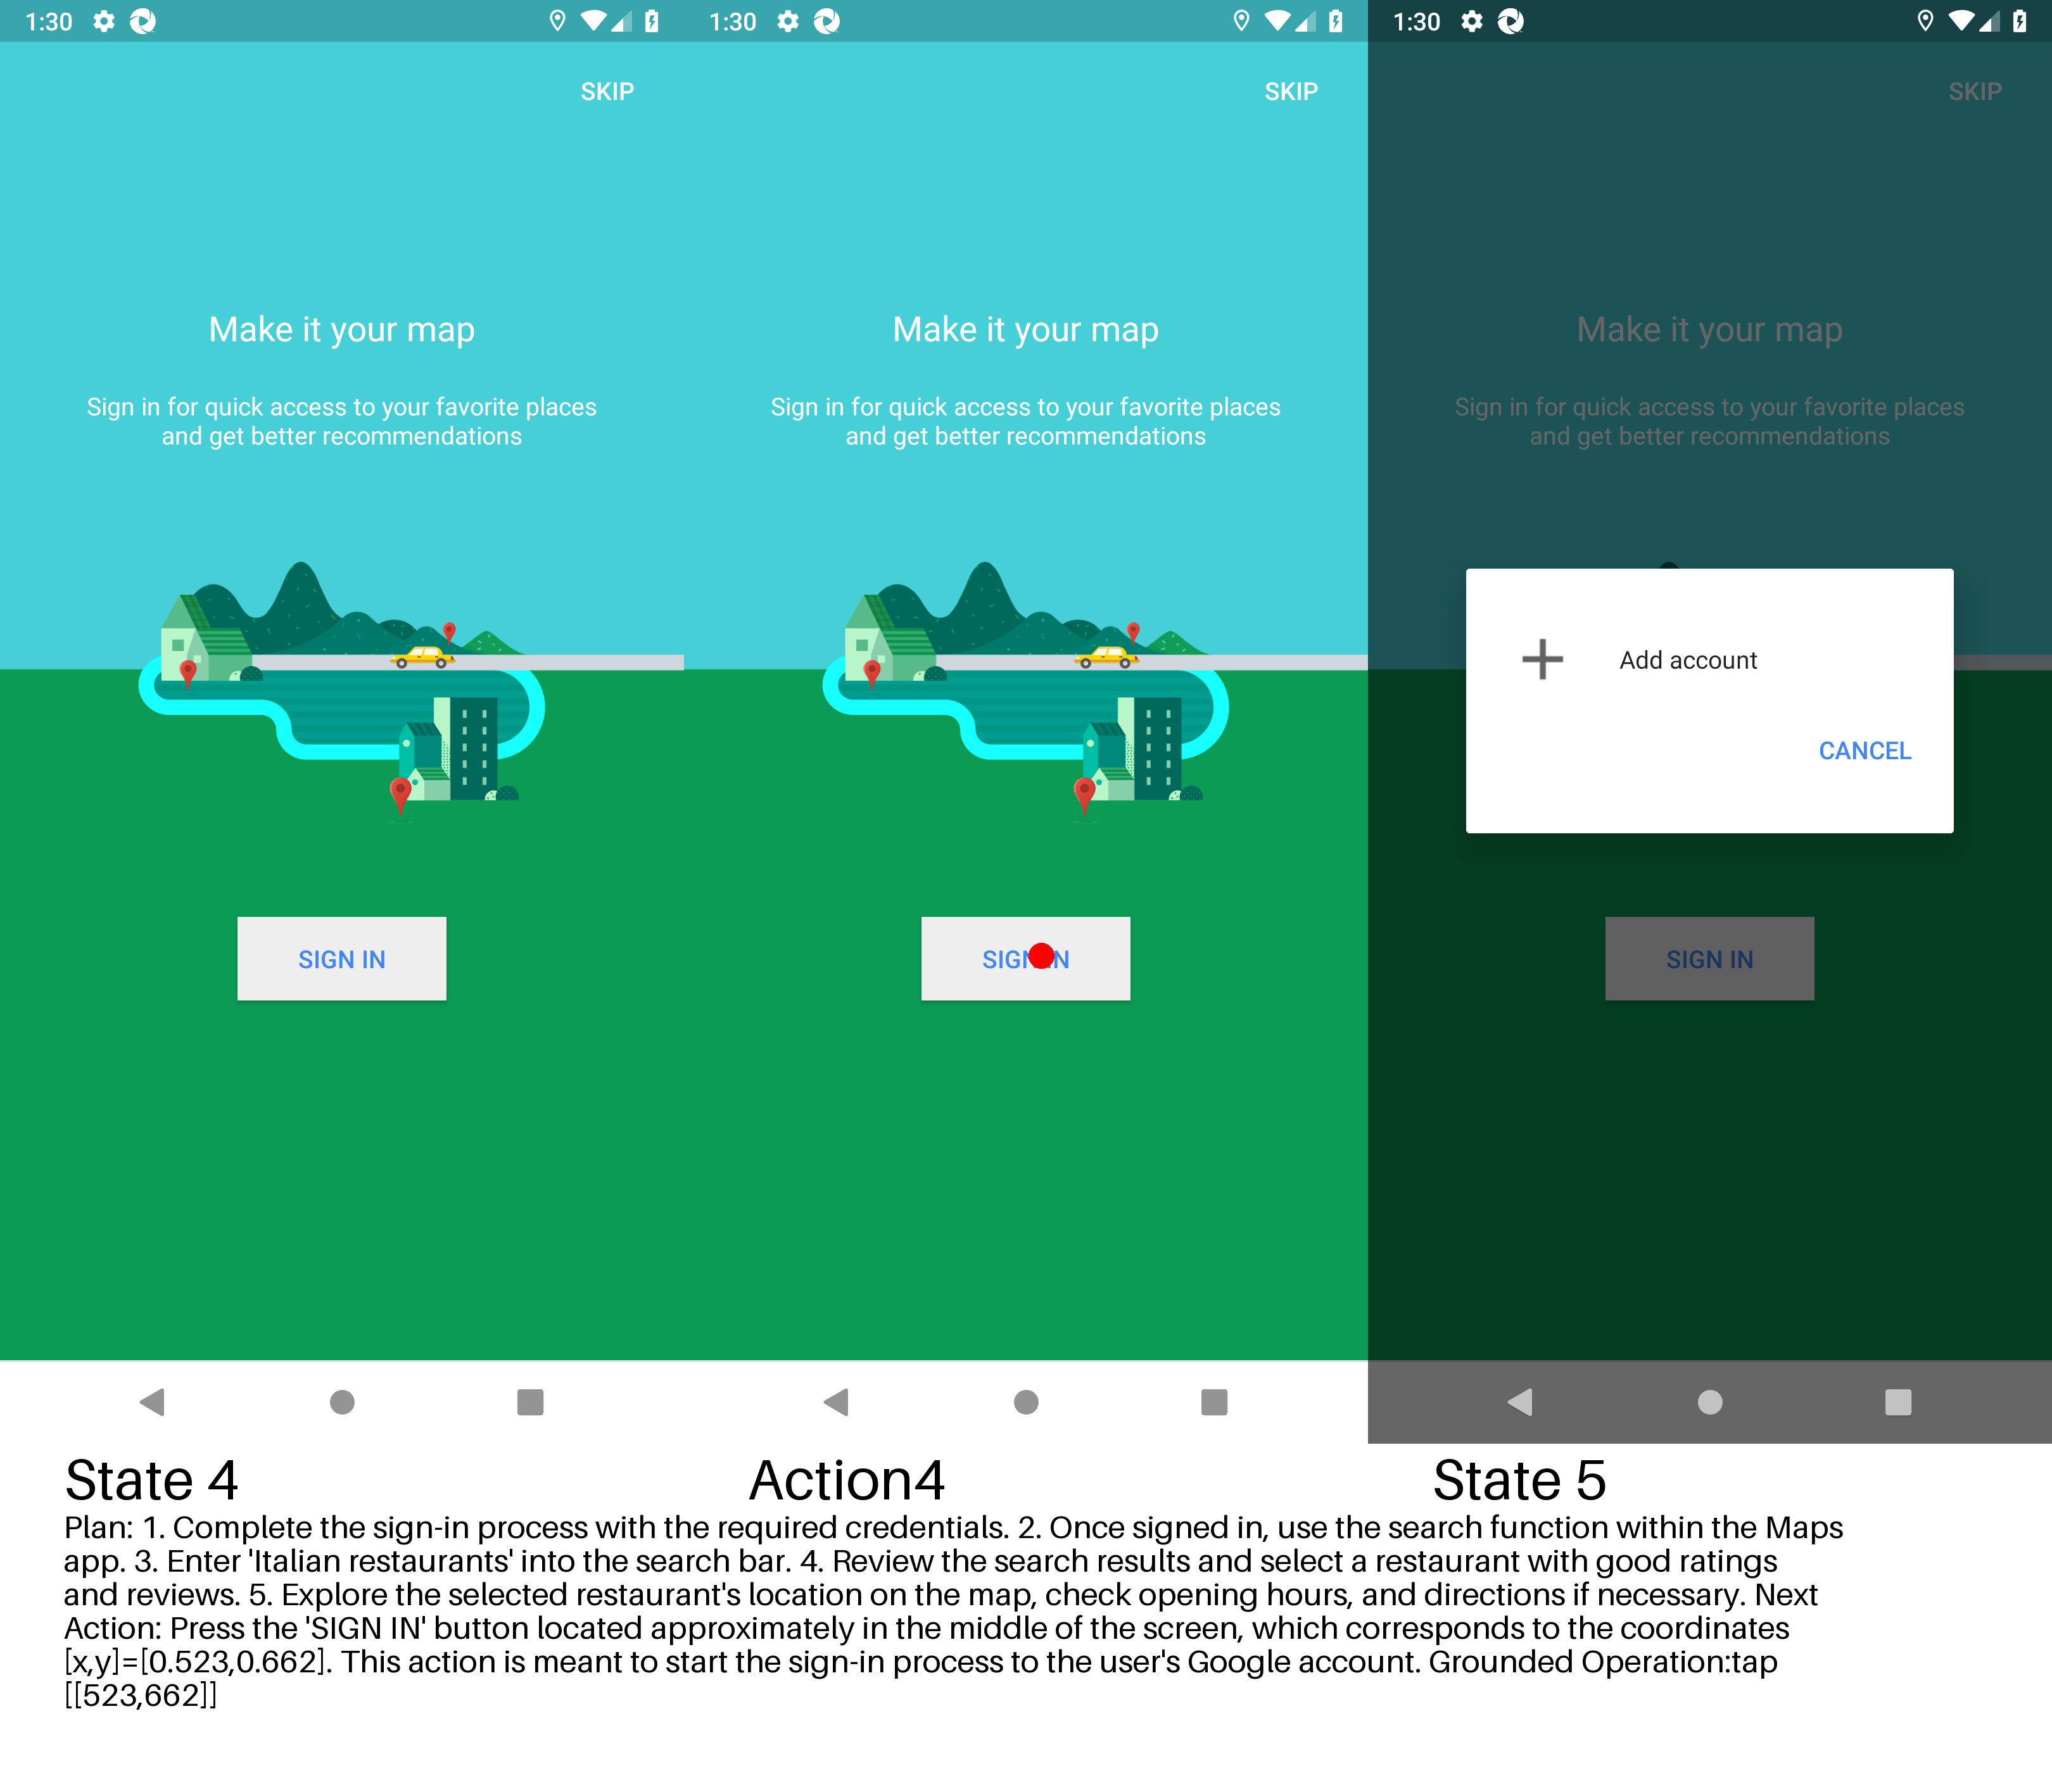 1:30
SKIP
Make it your map
Sign in for quick access to your favorite places
and get better recommendations
SIGN IN
1:30
SKIP
Make it your map
Sign in for quick access to your favorite places
and get better recommendations
SIGN IN
1:30
SKIP
Make it your map
Sign in for quick access to your favorite places
and get better recommendations
Add account
CANCEL
SIGN IN
State 4
Action4
State 5
Plan: 1. Complete the sign-in process with the required credentials. 2. Once signed in, use the search function within the Maps
app. 3. Enter 'Italian restaurants' into the search bar. 4. Review the search results and select a restaurant with good ratings
and reviews. 5. Explore the selected restaurant's location on the map, check opening hours, and directions if necessary. Next
Action: Press the 'SIGN IN' button located approximately in the middle of the screen, which corresponds to the coordinates
[x,y]=[0.523,0.662]. This action is meant to start the sign-in process to the user's Google account. Grounded Operation:tap
[[523,662]]